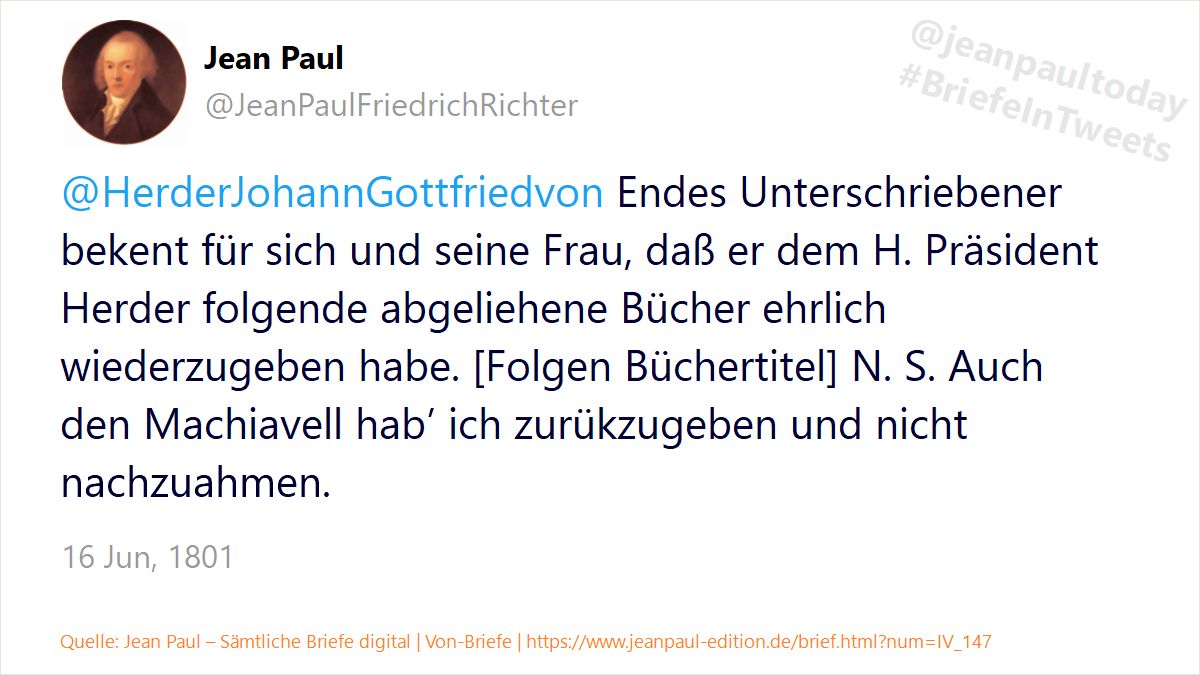 Jean Paul
@JeanPaulFriedrichRichter
@jeanpaultoday
#BriefeInTweets
@HerderJohannGottfriedvon Endes Unterschriebener
bekent für sich und seine Frau, daß er dem H. Präsident
Herder folgende abgeliehene Bücher ehrlich
wiederzugeben habe. [Folgen Büchertitel] N. S. Auch
den Machiavell hab’ ich zurükzugeben und nicht
nachzuahmen.
16 Jun, 1801
Quelle: Jean Paul – Sämtliche Briefe digital | Von-Briefe | https://www.jeanpaul-edition.de/brief.html?num=IV_147